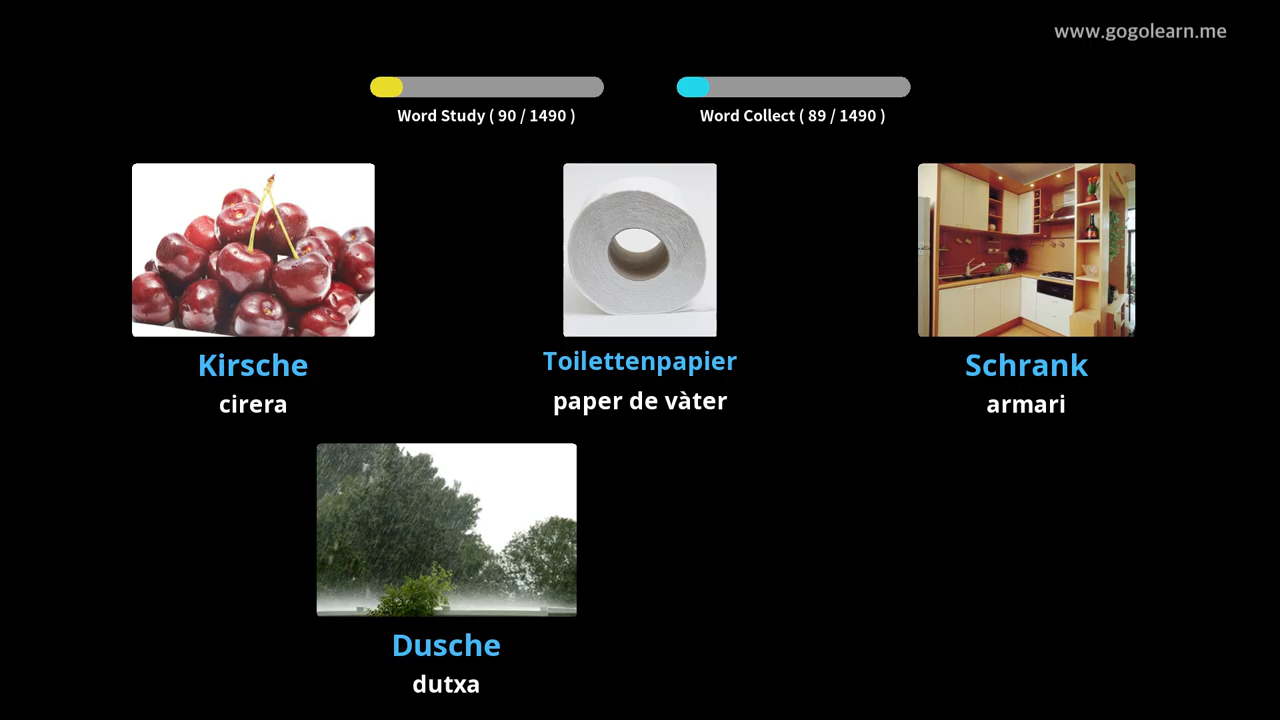 www.gogolearn.me
Word Study ( 90 / 1490 )
Word Collect ( 89 / 1490 )
Kirsche
cirera
Toilettenpapier
paper de vàter
Schrank
armari
Dusche
dutxa